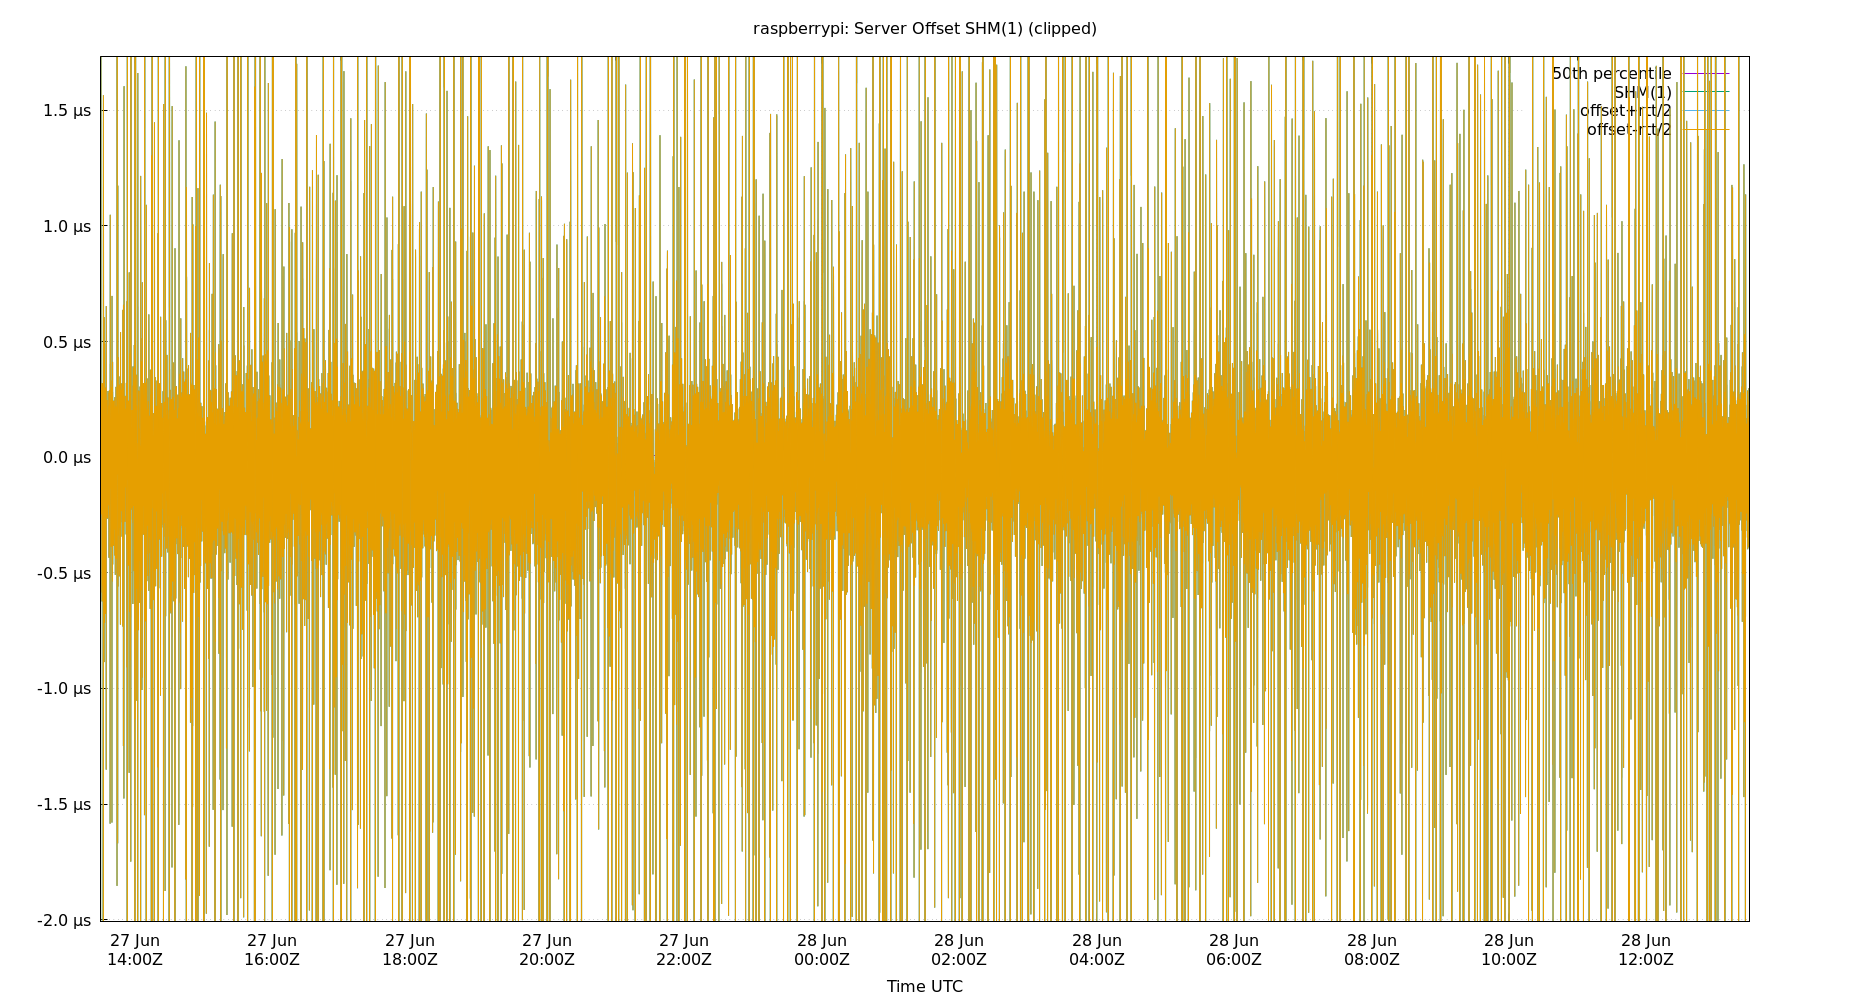 raspberrypi: Server Offset SHM(1) (clipped)
50th percentile
SHM(1)
offset+rtt/2
offset-rtt/2
1.5 µs
1.0 µs
0.5 µs
0.0 µs
-0.5 µs
-1.0 µs
-1.5 µs
-2.0 µs
27 Jun 27 Jun 27 Jun 27 Jun 27 Jun 28 Jun 28 Jun 28 Jun 28 Jun 28 Jun 28 Jun 28 Jun
14:00Z 16:00Z 18:00Z 20:00Z 22:00Z 00:00Z 02:00Z 04:00Z 06:00Z 08:00Z 10:00Z 12:00Z
Time UTC